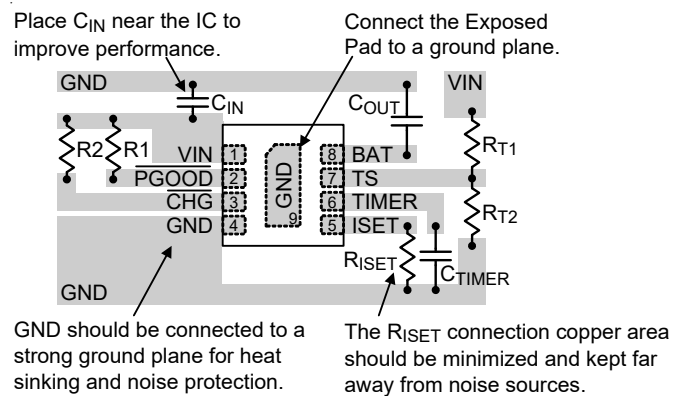 Place CIN near the IC to
improve performance.
Connect the Exposed
Pad to a ground plane.
GND
VIN
CIN
COUT
R2
R1
RT1
VIN
1
8
BAT
PGOOD
2
7
TS
GND
CHG
3
6
TIMER
RT2
GND
4
9
5
ISET
RISET
CTIMER
GND
GND should be connected to a
strong ground plane for heat
sinking and noise protection.
The RISET connection copper area
should be minimized and kept far
away from noise sources.